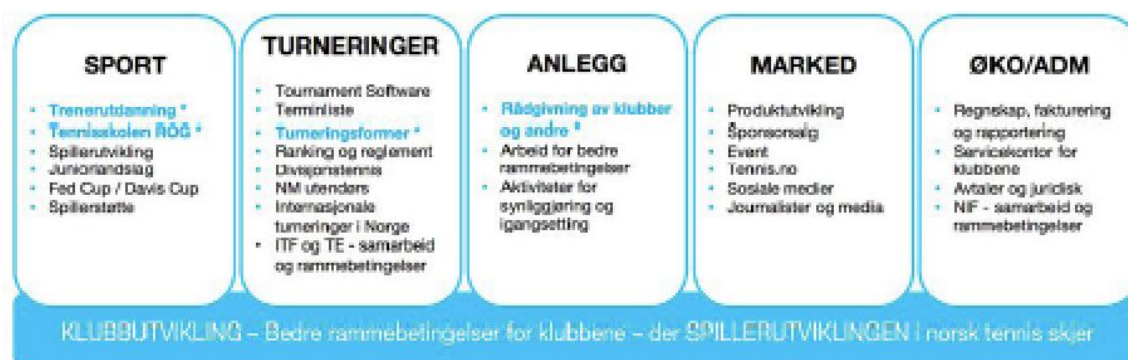 SPORT
Trenerutdanning *
Tennisskolen RØG *
Spillerutvikling
Juniorlandslag
Fed Cup / Davis Cup
Spillerstøtte
TURNERINGER
Tournament Software
Terminliste
Turneringsformer *
Ranking og reglement
Divisjonstennis
NM utendørs
Internasjonale
turneringer i Norge
ITF og TE - samarbeid
og rammebetingelser
ANLEGG
Rådgivning av klubber
og andre *
Arbeid for bedre
rammebetingelser
Aktiviteter for
synliggjøring og
igangsetting
MARKED
Produktutvikling
Sponsorsalg
Event
Tennis.no
Sosiale medier
Journalister og media
ØKO/ADM
Regnskap, fakturering
og rapportering
Servicekontor for
klubbene
Avtaler og juridisk
NIF - samarbeid og
rammebetingelser
KLUBBUTVIKLING – Bedre rammebetingelser for klubbene – der SPILLERUTVIKLINGEN i norsk tennis skjer